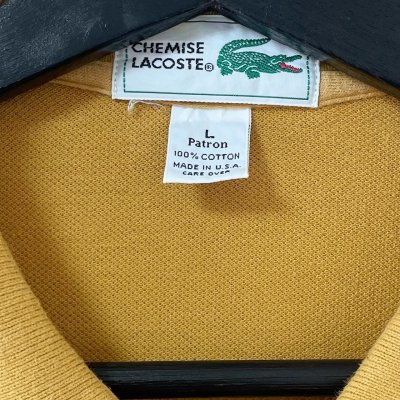 CHEMISE
LACOSTE®
L
Patron
100% COTTON
MADE IN U.S.A.
CARE OVER